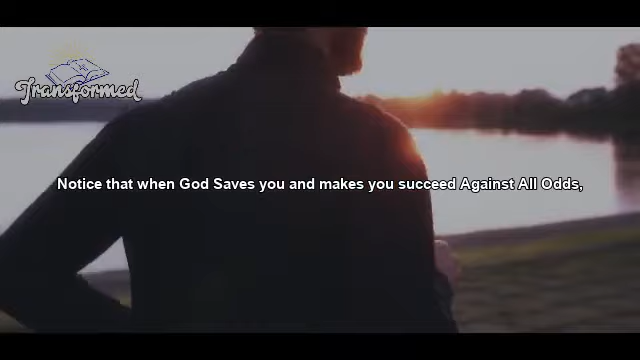 Transformed
Notice that when God Saves you and makes you succeed Against All Odds,